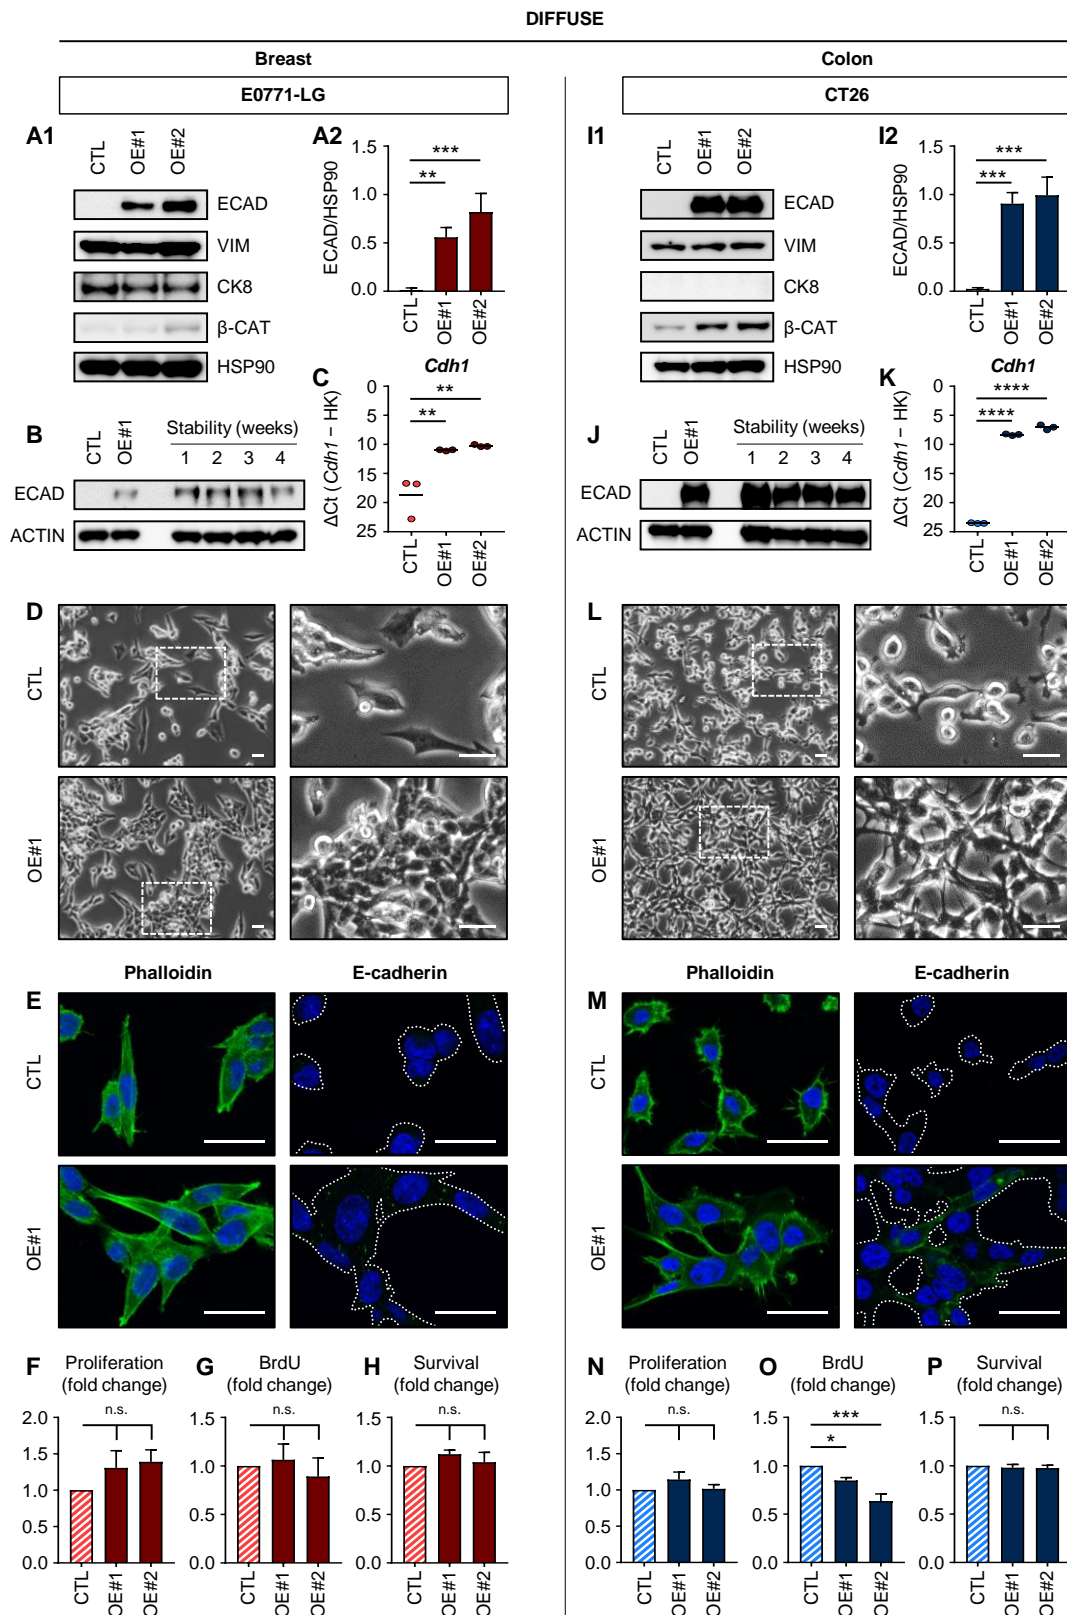 DIFFUSE
Breast
E0771-LG
A1
CTL
OE#1
OE#2
ECAD
VIM
CK8
β-CAT
HSP90
A2
ECAD/HSP90
1.5
1.0
0.5
0.0
***
**
CTL
OE#1
OE#2
B
CTL
OE#1
Stability (weeks)
1 2 3 4
ECAD
ACTIN
C
Cdh1
ΔCt (Cdh1 – HK)
0
5
10
15
20
25
**
**
CTL
OE#1
OE#2
D
CTL
OE#1
E
Phalloidin
E-cadherin
CTL
OE#1
F
Proliferation
(fold change)
n.s.
2.0
1.5
1.0
0.5
0.0
CTL
OE#1
OE#2
G
BrdU
(fold change)
n.s.
1.5
1.0
0.5
0.0
CTL
OE#1
OE#2
H
Survival
(fold change)
n.s.
1.5
1.0
0.5
0.0
CTL
OE#1
OE#2
Colon
CT26
I1
CTL
OE#1
OE#2
ECAD
VIM
CK8
β-CAT
HSP90
I2
ECAD/HSP90
1.5
1.0
0.5
0.0
***
***
CTL
OE#1
OE#2
J
CTL
OE#1
Stability (weeks)
1 2 3 4
ECAD
ACTIN
K
Cdh1
ΔCt (Cdh1 – HK)
0
5
10
15
20
25
****
****
CTL
OE#1
OE#2
L
CTL
OE#1
M
Phalloidin
E-cadherin
CTL
OE#1
N
Proliferation
(fold change)
n.s.
2.0
1.5
1.0
0.5
0.0
CTL
OE#1
OE#2
O
BrdU
(fold change)
***
*
1.5
1.0
0.5
0.0
CTL
OE#1
OE#2
P
Survival
(fold change)
n.s.
1.5
1.0
0.5
0.0
CTL
OE#1
OE#2